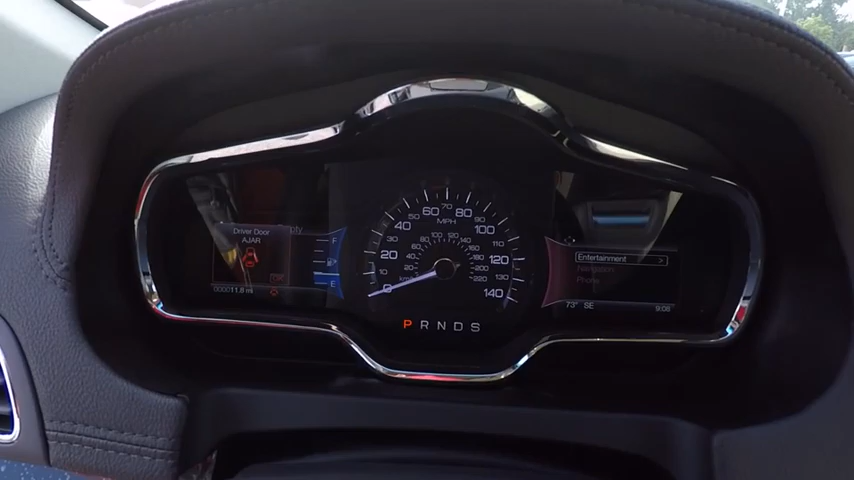 Driver Door
AJAR
pty
000011.8 mi
F
E
0 10 20 30 40 50 60 70 80 90 100 110 120 130 140
MPH
20 40 60 80 100 120 140 160 180 200 220
km/h
P R N D S
Entertainment >
Navigation
Phone
73° SE
9:08